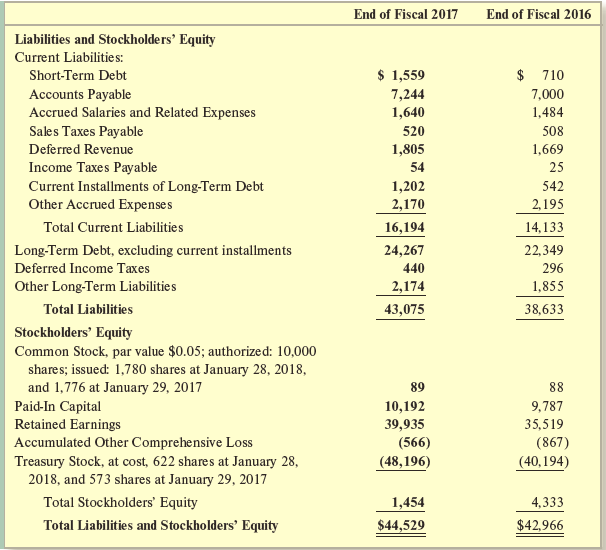 End of Fiscal 2017 End of Fiscal 2016
Liabilities and Stockholders' Equity
Current Liabilities:
Short-Term Debt $ 1,559 $ 710
Accounts Payable 7,244 7,000
Accrued Salaries and Related Expenses 1,640 1,484
Sales Taxes Payable 520 508
Deferred Revenue 1,805 1,669
Income Taxes Payable 54 25
Current Installments of Long-Term Debt 1,202 542
Other Accrued Expenses 2,170 2,195
Total Current Liabilities 16,194 14,133
Long-Term Debt, excluding current installments 24,267 22,349
Deferred Income Taxes 440 296
Other Long-Term Liabilities 2,174 1,855
Total Liabilities 43,075 38,633
Stockholders' Equity
Common Stock, par value $0.05; authorized: 10,000
shares; issued: 1,780 shares at January 28, 2018,
and 1,776 at January 29, 2017 89 88
Paid-In Capital 10,192 9,787
Retained Earnings 39,935 35,519
Accumulated Other Comprehensive Loss (566) (867)
Treasury Stock, at cost, 622 shares at January 28, (48,196) (40,194)
2018, and 573 shares at January 29, 2017
Total Stockholders' Equity 1,454 4,333
Total Liabilities and Stockholders' Equity $44,529 $42,966